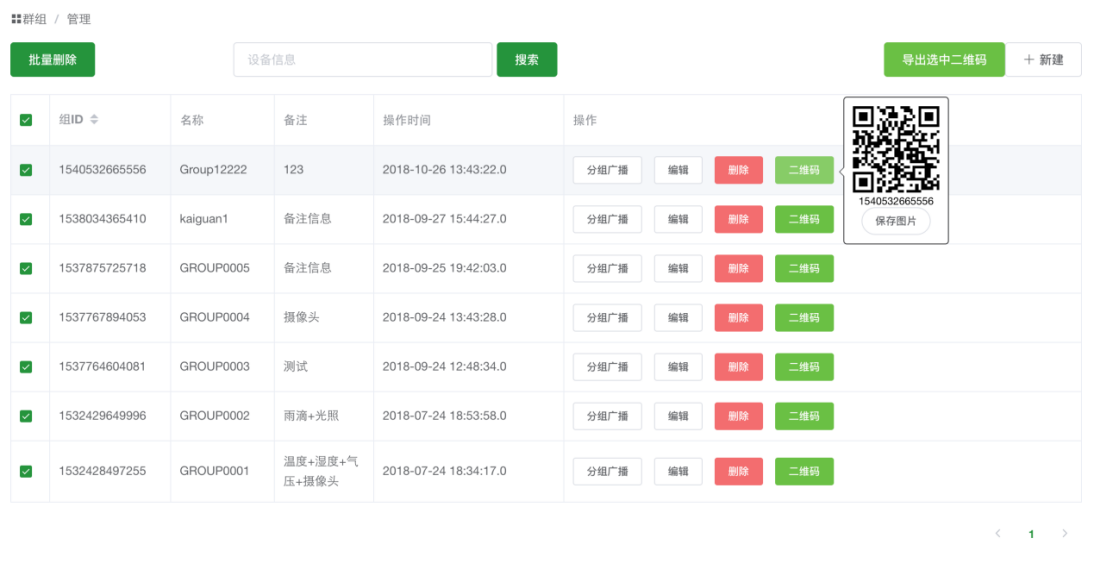 群组 / 管理
批量删除 设备信息 搜索 导出选中二维码 + 新建
组ID 名称 备注 操作时间 操作
1540532665556 Group12222 123 2018-10-26 13:43:22.0 分组广播 编辑 删除 二维码
1540532665556
保存图片
1538034365410 kaiguan1 备注信息 2018-09-27 15:44:27.0 分组广播 编辑 删除 二维码
1537875725718 GROUP0005 备注信息 2018-09-25 19:42:03.0 分组广播 编辑 删除 二维码
1537767894053 GROUP0004 摄像头 2018-09-24 13:43:28.0 分组广播 编辑 删除 二维码
1537764604081 GROUP0003 测试 2018-09-24 12:48:34.0 分组广播 编辑 删除 二维码
1532429649996 GROUP0002 雨滴+光照 2018-07-24 18:53:58.0 分组广播 编辑 删除 二维码
1532428497255 GROUP0001 温度+湿度+气
压+摄像头 2018-07-24 18:34:17.0 分组广播 编辑 删除 二维码
< 1 >